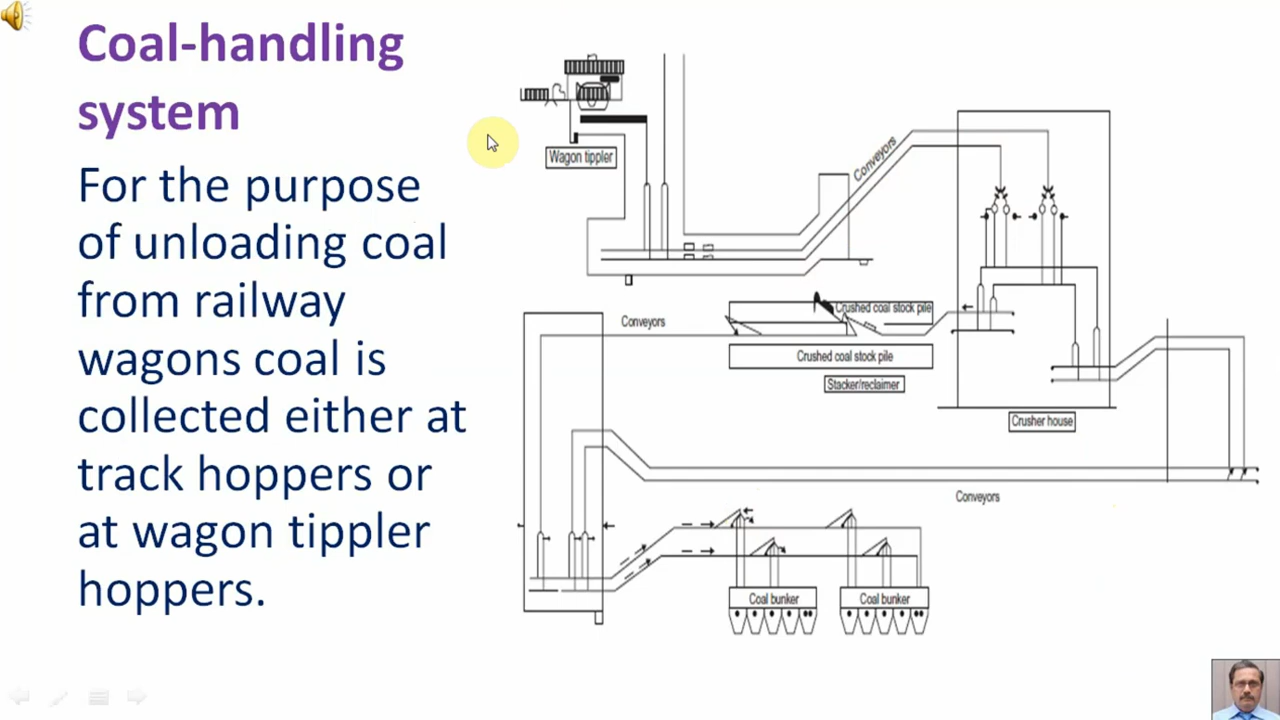 Coal-handling
system
For the purpose
of unloading coal
from railway
wagons coal is
collected either at
track hoppers or
at wagon tippler
hoppers.
Wagon tippler
Conveyors
Crushed coal stock pile
Conveyors
Crushed coal stock pile
Stacker/reclaimer
Crusher house
Conveyors
Coal bunker
Coal bunker